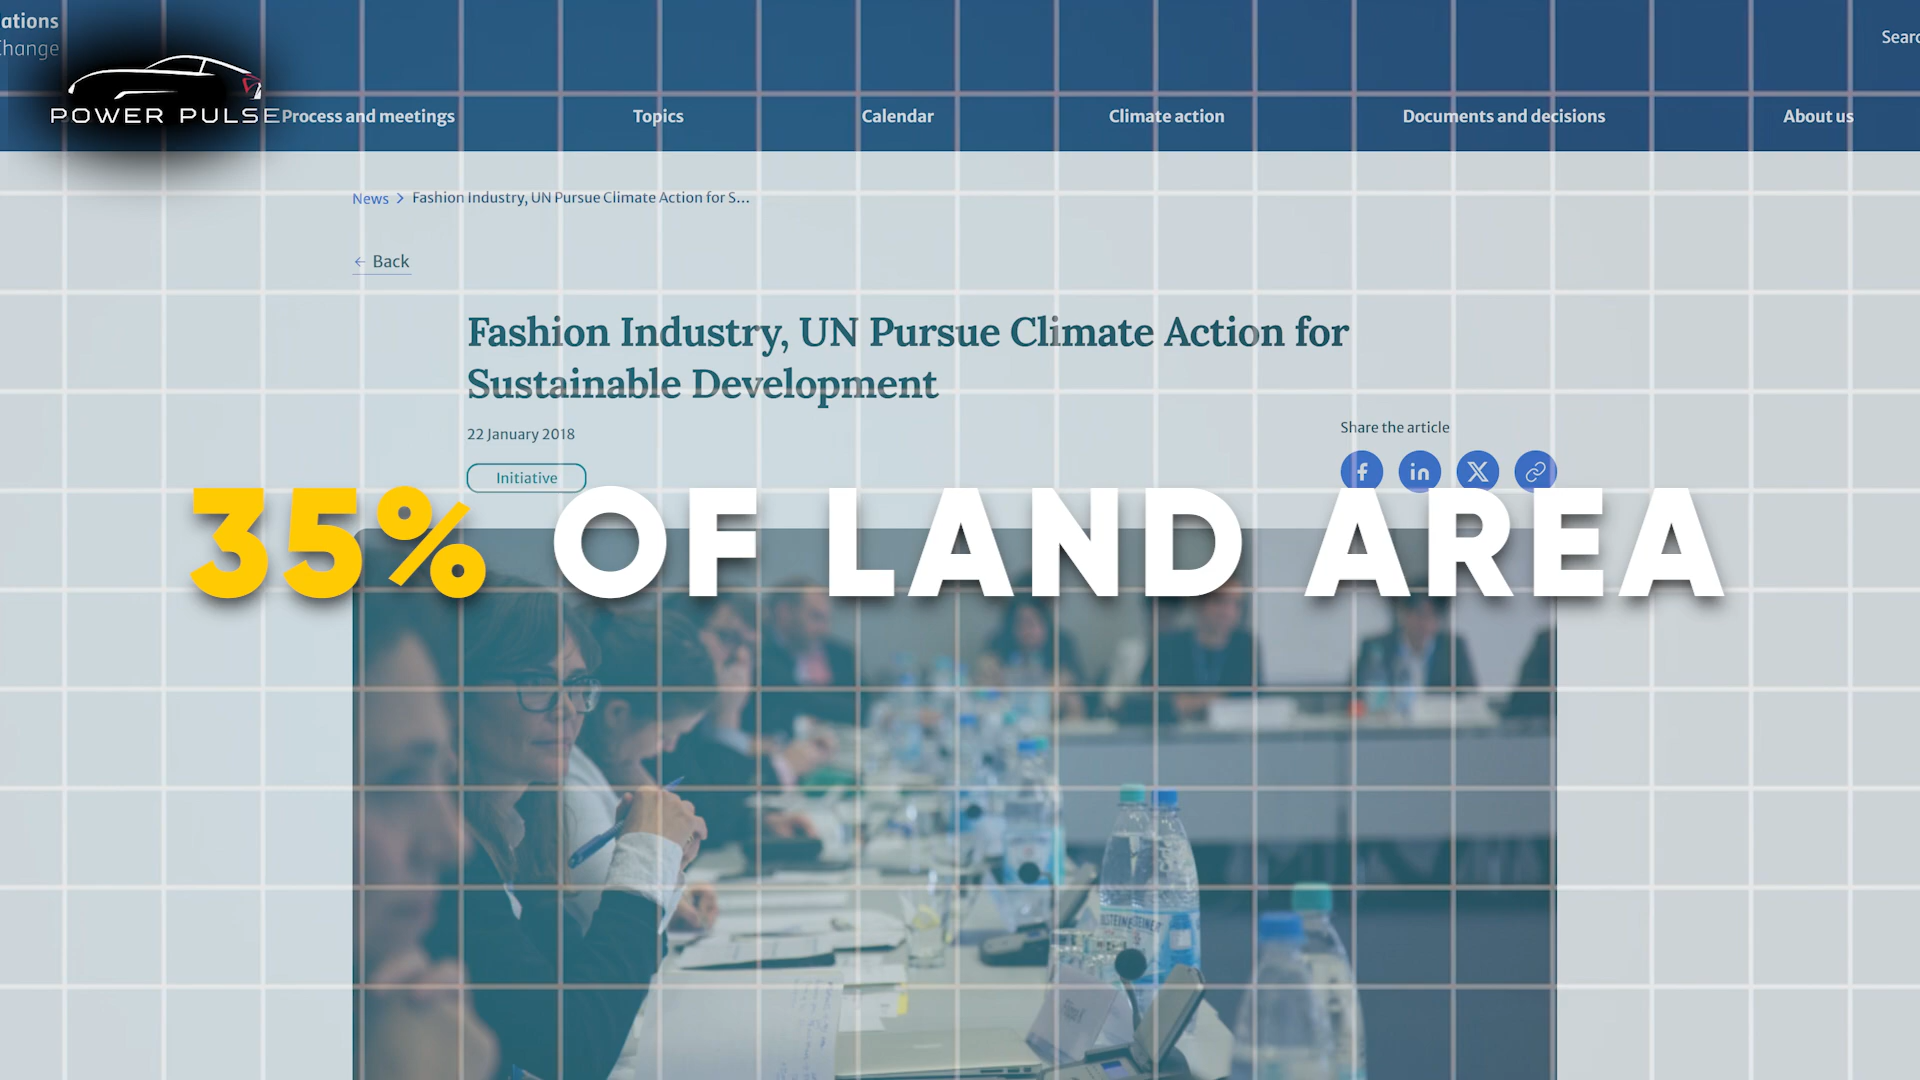 ations
Change
Searc
POWER PULSE
Process and meetings
Topics
Calendar
Climate action
Documents and decisions
About us
News > Fashion Industry, UN Pursue Climate Action for S...
← Back
Fashion Industry, UN Pursue Climate Action for
Sustainable Development
22 January 2018
Share the article
Initiative
35% OF LAND AREA